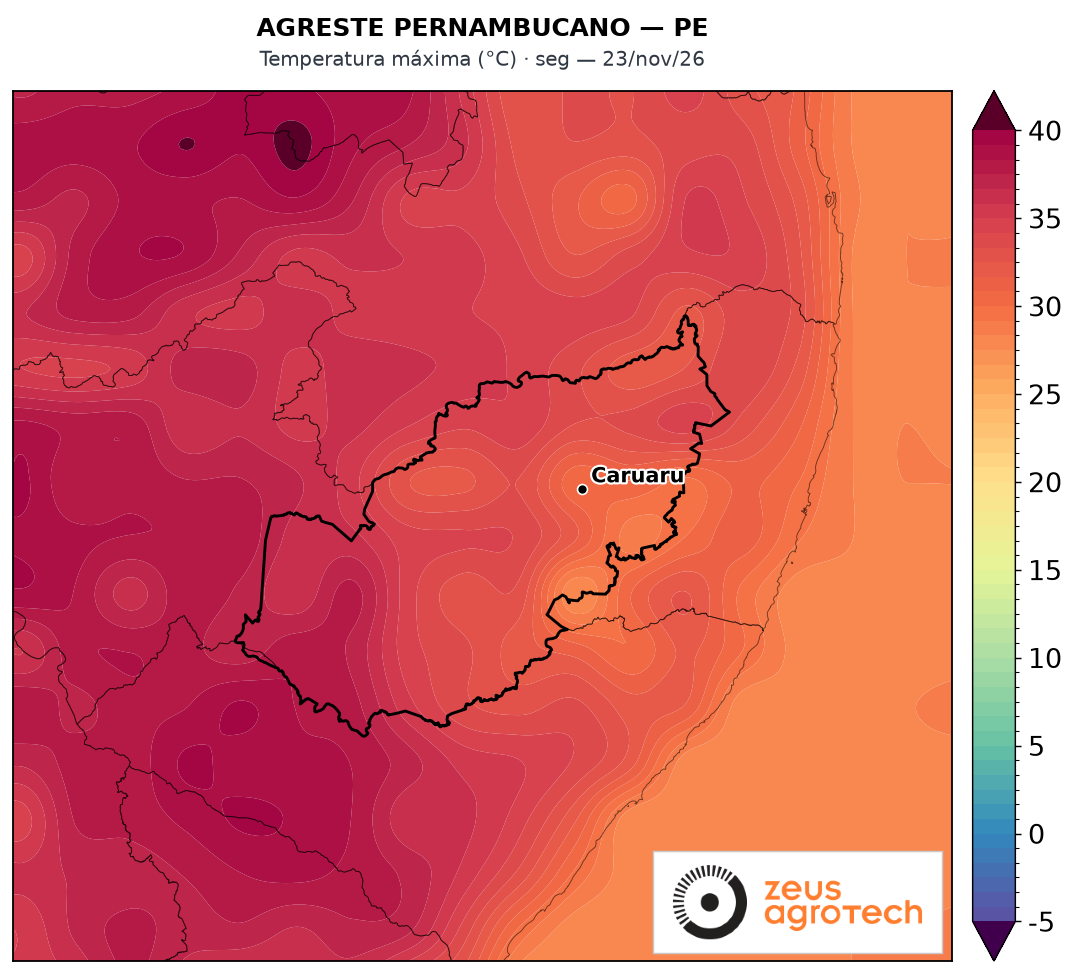 AGRESTE PERNAMBUCANO — PE
Temperatura máxima (°C) · seg — 23/nov/26
40
35
30
25
20
15
10
5
0
-5
Caruaru
zeus
agrotech